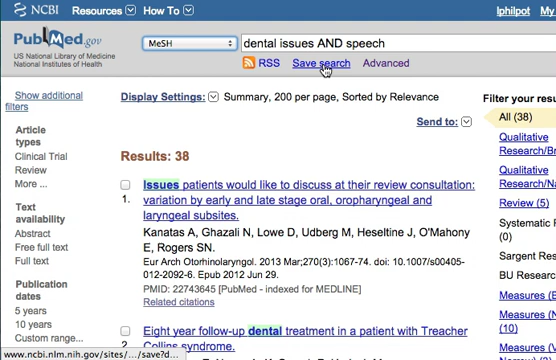 NCBI Resources How To lphilpot My
PubMed.gov
US National Library of Medicine
National Institutes of Health
MeSH
dental issues AND speech
RSS Save search Advanced
Show additional
filters
Article
types
Clinical Trial
Review
More ...
Text
availability
Abstract
Free full text
Full text
Publication
dates
5 years
10 years
Custom range...
Display Settings: Summary, 200 per page, Sorted by Relevance
Send to:
Results: 38
1.
Issues patients would like to discuss at their review consultation:
variation by early and late stage oral, oropharyngeal and
laryngeal subsites.
Kanatas A, Ghazali N, Lowe D, Udberg M, Heseltine J, O'Mahony
E, Rogers SN.
Eur Arch Otorhinolaryngol. 2013 Mar;270(3):1067-74. doi: 10.1007/s00405-
012-2092-6. Epub 2012 Jun 29.
PMID: 22743645 [PubMed - indexed for MEDLINE]
Related citations
2.
Eight year follow-up dental treatment in a patient with Treacher
Collins syndrome.
Filter your resu
All (38)
Qualitative
Research/Br
Qualitative
Research/Na
Review (5)
Systematic F
(0)
Sargent Res
BU Research
Measures (E
Measures (N
(10)
Measures (E
www.ncbi.nlm.nih.gov/sites/.../save?d...